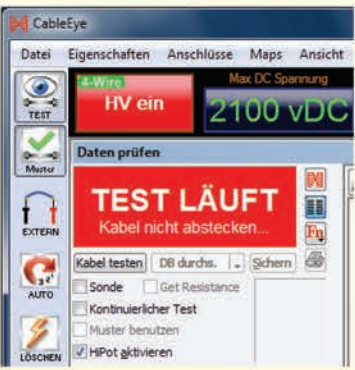 CableEye
Datei Eigenschaften Anschlüsse Maps Ansicht
TEST
4-Wire
HV ein
Max DC Spannung
2100 vDC
Muster
Daten prüfen
TEST LÄUFT
Kabel nicht abstecken...
EXTERN
Fn
Kabel testen DB durchs. Sichern
Sonde Get Resistance
AUTO
Kontinuierlicher Test
Muster benutzen
HiPot aktivieren
LÖSCHEN